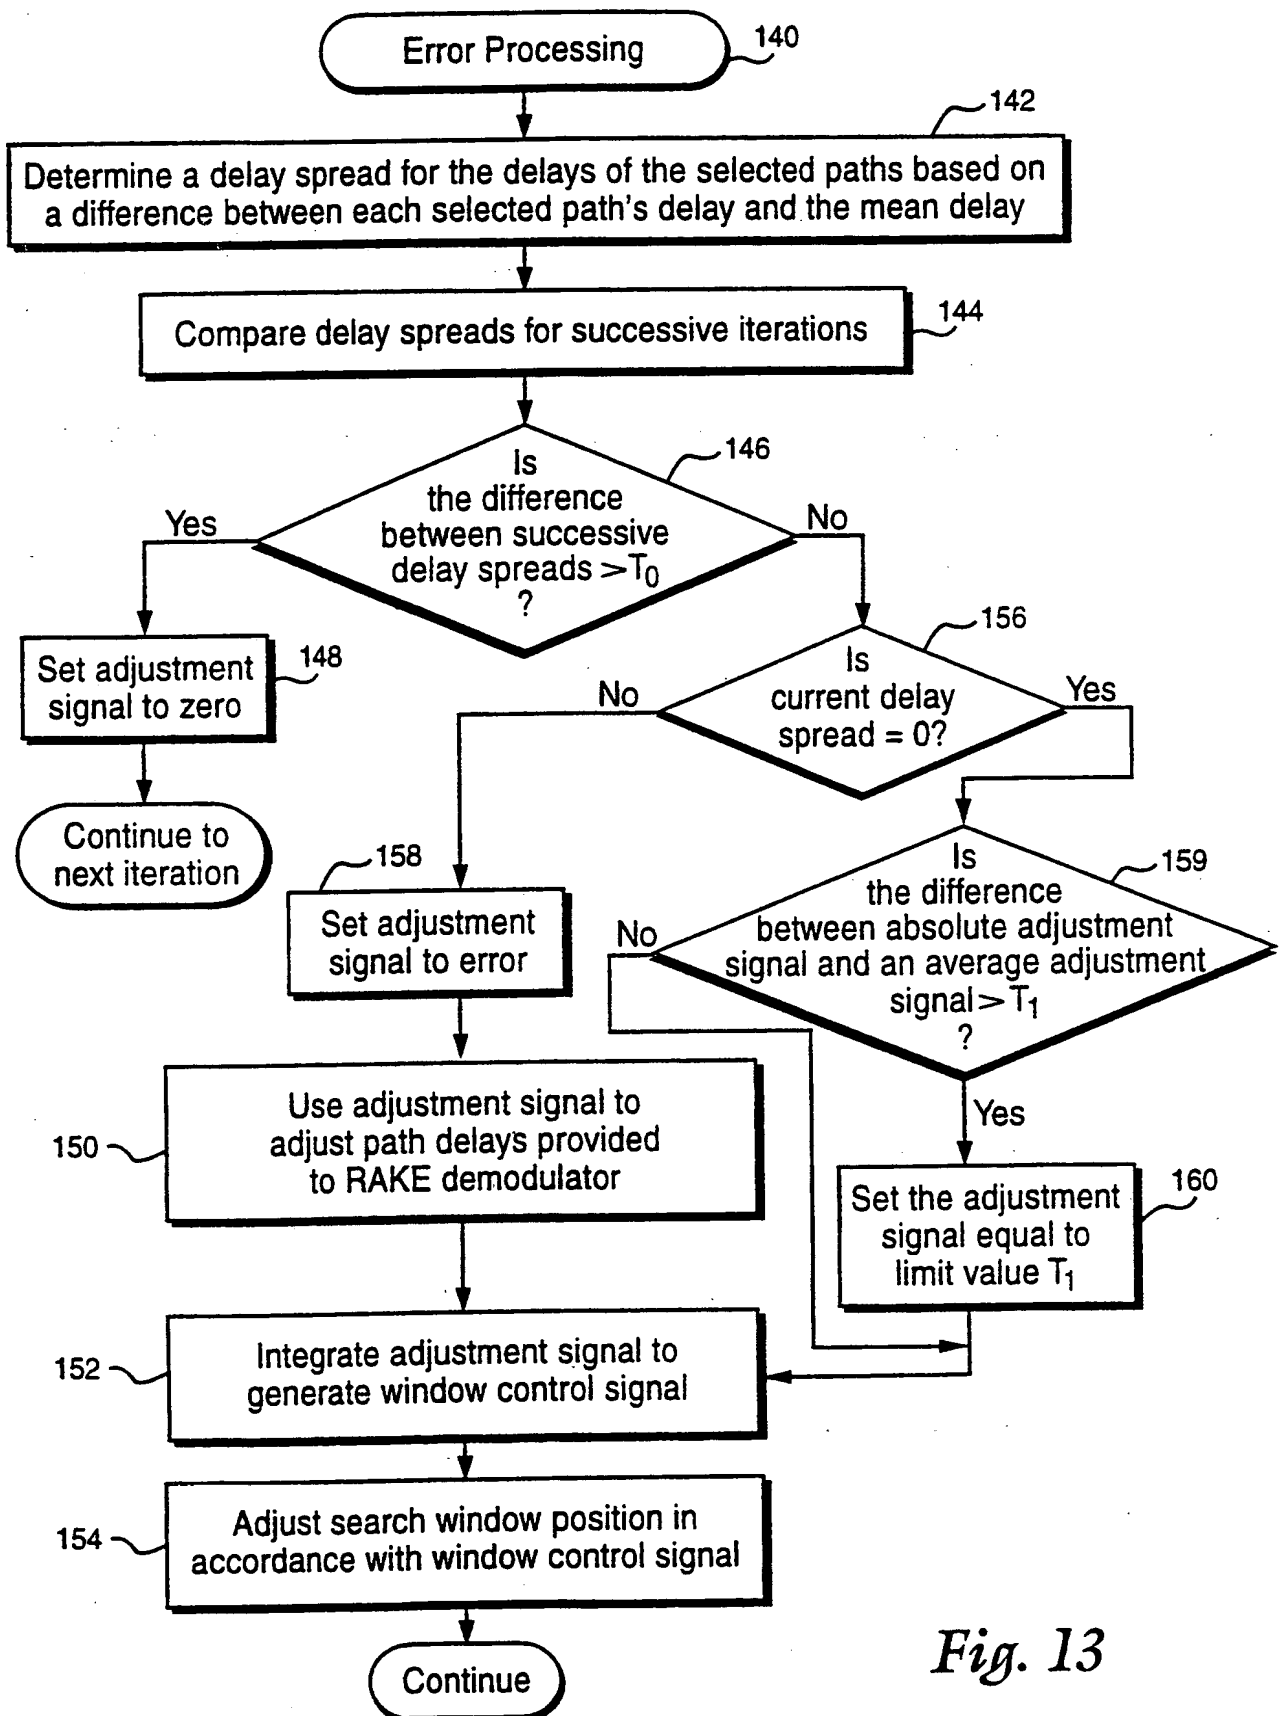 Error Processing
140
142
Determine a delay spread for the delays of the selected paths based on
a difference between each selected path's delay and the mean delay
Compare delay spreads for successive iterations
144
Is
the difference
between successive
delay spreads >T0
?
146
Yes
No
Set adjustment
signal to zero
148
Continue to
next iteration
Is
current delay
spread = 0?
156
No
Yes
158
Set adjustment
signal to error
Is
the difference
between absolute adjustment
signal and an average adjustment
signal > T1
?
159
No
Yes
Use adjustment signal to
adjust path delays provided
to RAKE demodulator
150
Set the adjustment
signal equal to
limit value T1
160
Integrate adjustment signal to
generate window control signal
152
Adjust search window position in
accordance with window control signal
154
Continue
Fig. 13